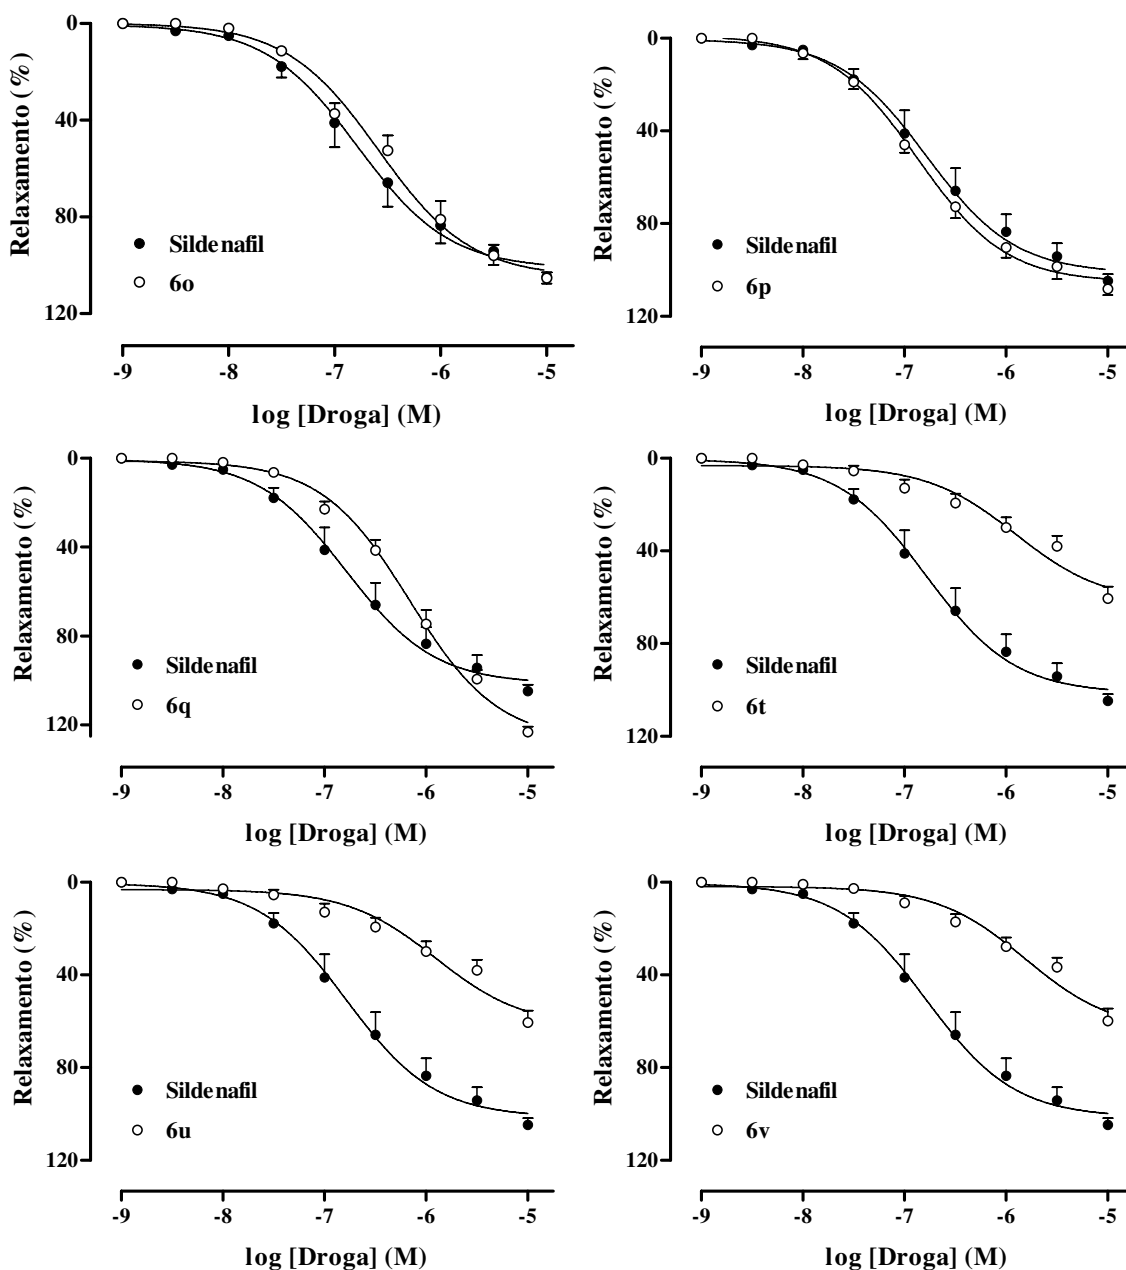 Relaxamento (%)
0
40
80
120
Sildenafil
6o
-9 -8 -7 -6 -5
log [Droga] (M)
Relaxamento (%)
0
40
80
120
Sildenafil
6p
-9 -8 -7 -6 -5
log [Droga] (M)
Relaxamento (%)
0
40
80
120
Sildenafil
6q
-9 -8 -7 -6 -5
log [Droga] (M)
Relaxamento (%)
0
40
80
120
Sildenafil
6t
-9 -8 -7 -6 -5
log [Droga] (M)
Relaxamento (%)
0
40
80
120
Sildenafil
6u
-9 -8 -7 -6 -5
log [Droga] (M)
Relaxamento (%)
0
40
80
120
Sildenafil
6v
-9 -8 -7 -6 -5
log [Droga] (M)